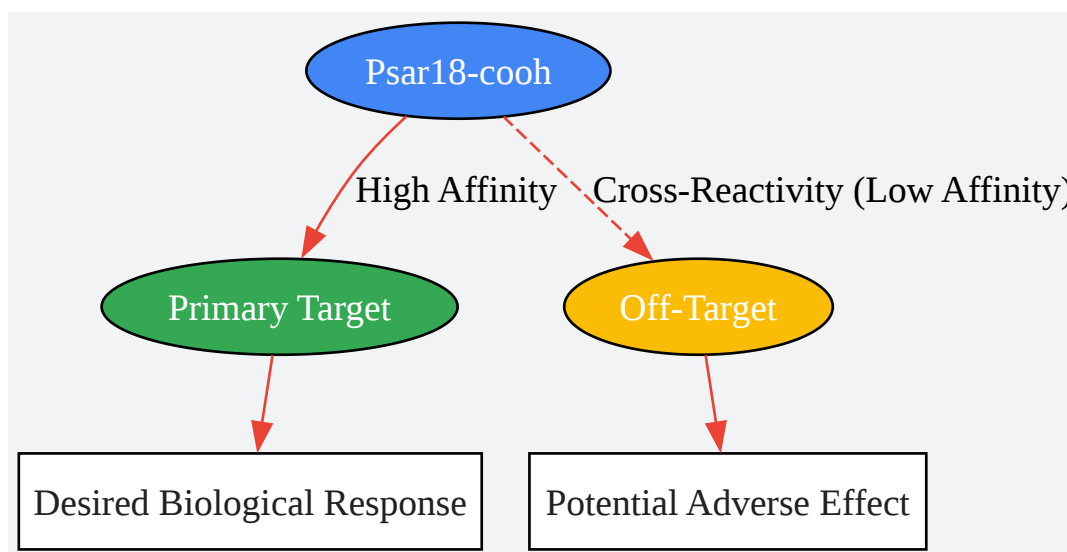 Psar18-cooh
High Affinity
Cross-Reactivity (Low Affinity)
Primary Target
Off-Target
Desired Biological Response
Potential Adverse Effect